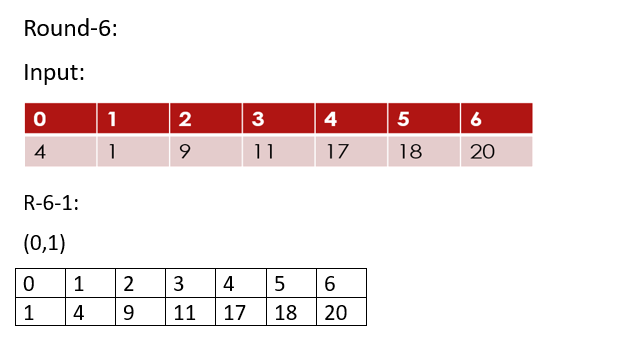 Round-6:
Input:
0 1 2 3 4 5 6
4 1 9 11 17 18 20
R-6-1:
(0,1)
0 1 2 3 4 5 6
1 4 9 11 17 18 20